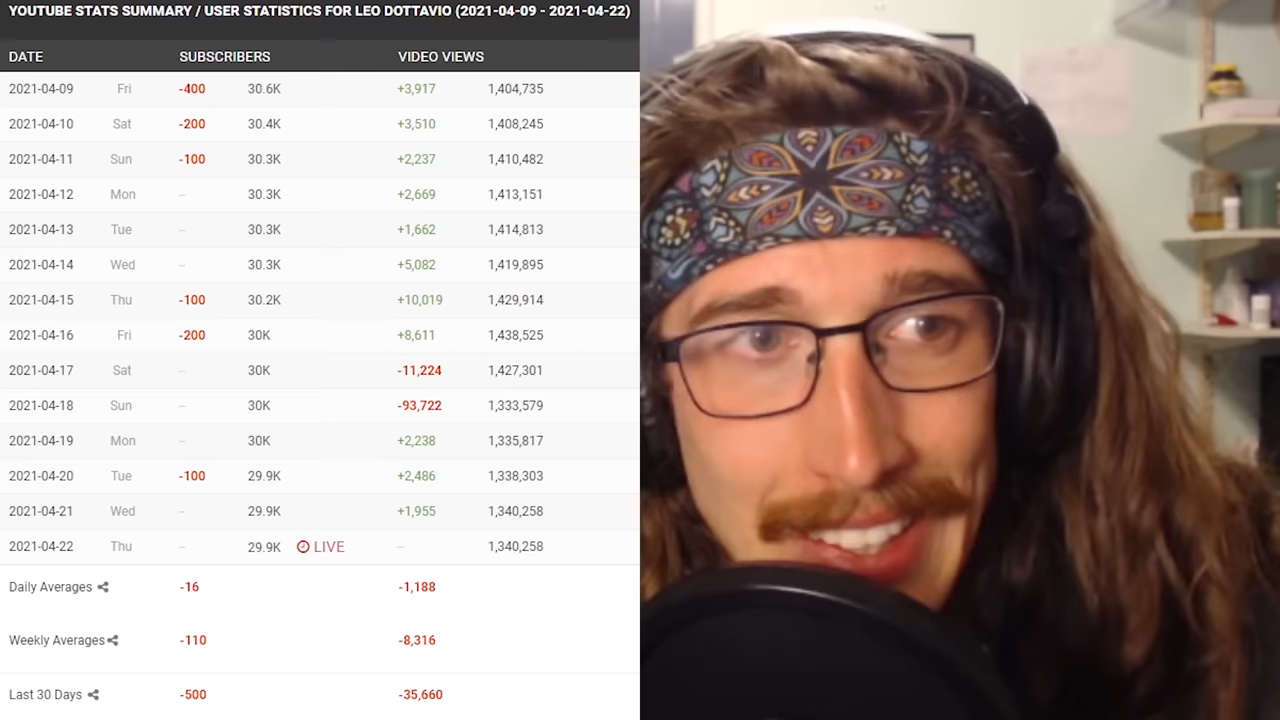 YOUTUBE STATS SUMMARY / USER STATISTICS FOR LEO DOTTAVIO (2021-04-09 - 2021-04-22)
DATE SUBSCRIBERS VIDEO VIEWS
2021-04-09 Fri -400 30.6K +3,917 1,404,735
2021-04-10 Sat -200 30.4K +3,510 1,408,245
2021-04-11 Sun -100 30.3K +2,237 1,410,482
2021-04-12 Mon – 30.3K +2,669 1,413,151
2021-04-13 Tue – 30.3K +1,662 1,414,813
2021-04-14 Wed – 30.3K +5,082 1,419,895
2021-04-15 Thu -100 30.2K +10,019 1,429,914
2021-04-16 Fri -200 30K +8,611 1,438,525
2021-04-17 Sat – 30K -11,224 1,427,301
2021-04-18 Sun – 30K -93,722 1,333,579
2021-04-19 Mon – 30K +2,238 1,335,817
2021-04-20 Tue -100 29.9K +2,486 1,338,303
2021-04-21 Wed – 29.9K +1,955 1,340,258
2021-04-22 Thu – 29.9K LIVE – 1,340,258
Daily Averages -16 -1,188
Weekly Averages -110 -8,316
Last 30 Days -500 -35,660